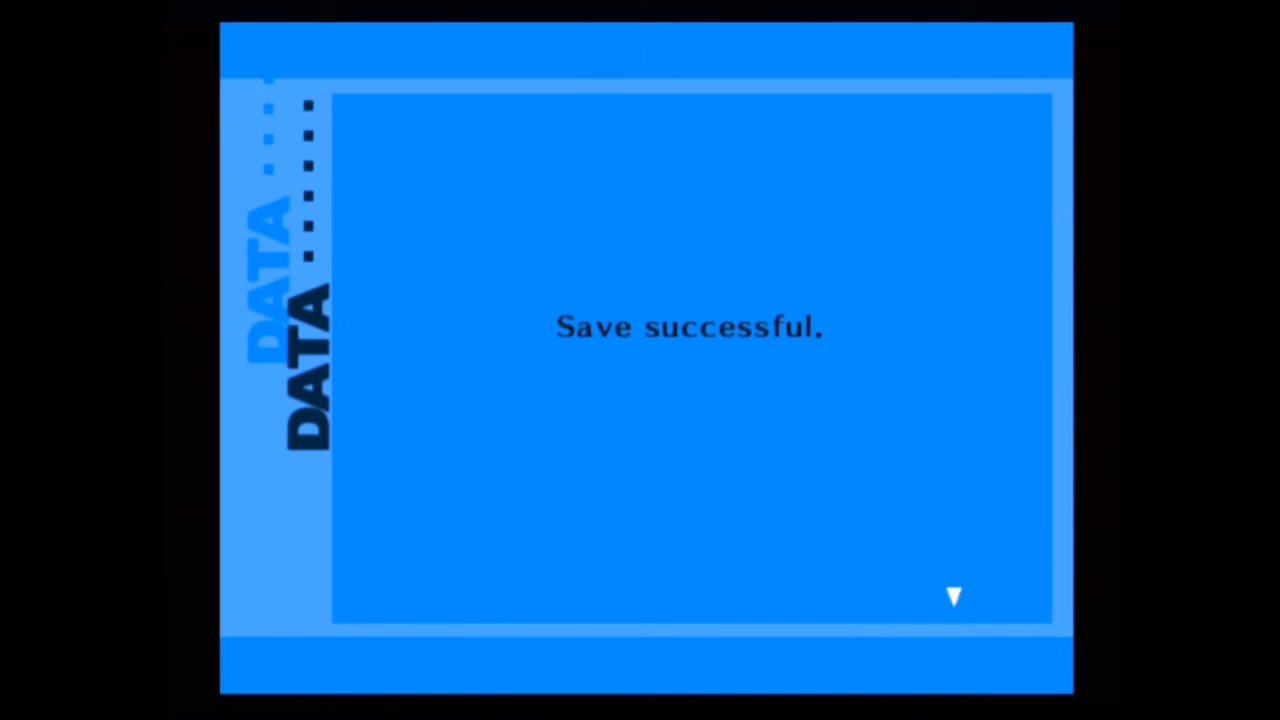 DATA ....
DATA ......
Save successful.